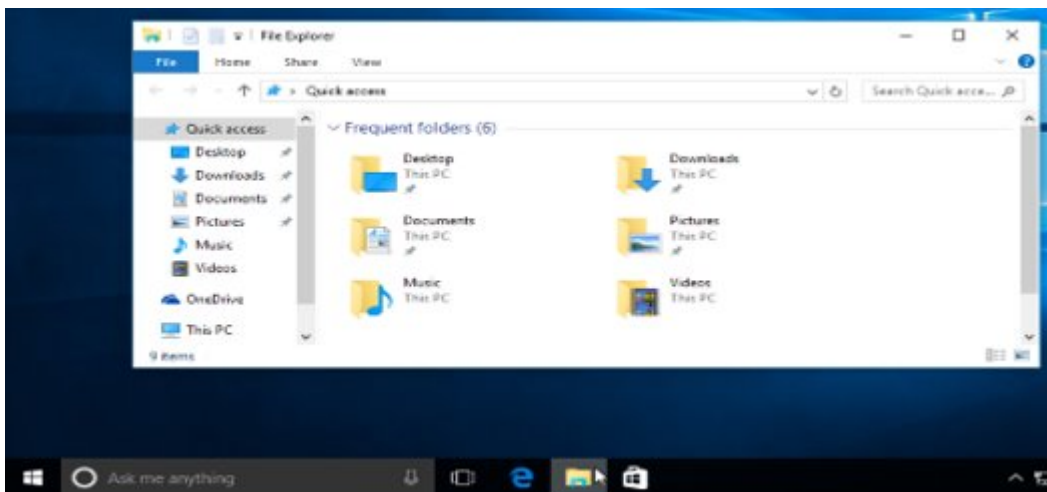 File Explorer
File Home Share View
Quick access
Search Quick acce...
Quick access
Desktop
Downloads
Documents
Pictures
Music
Videos
OneDrive
This PC
Frequent folders (6)
Desktop
This PC
Downloads
This PC
Documents
This PC
Pictures
This PC
Music
This PC
Videos
This PC
9 items
Ask me anything